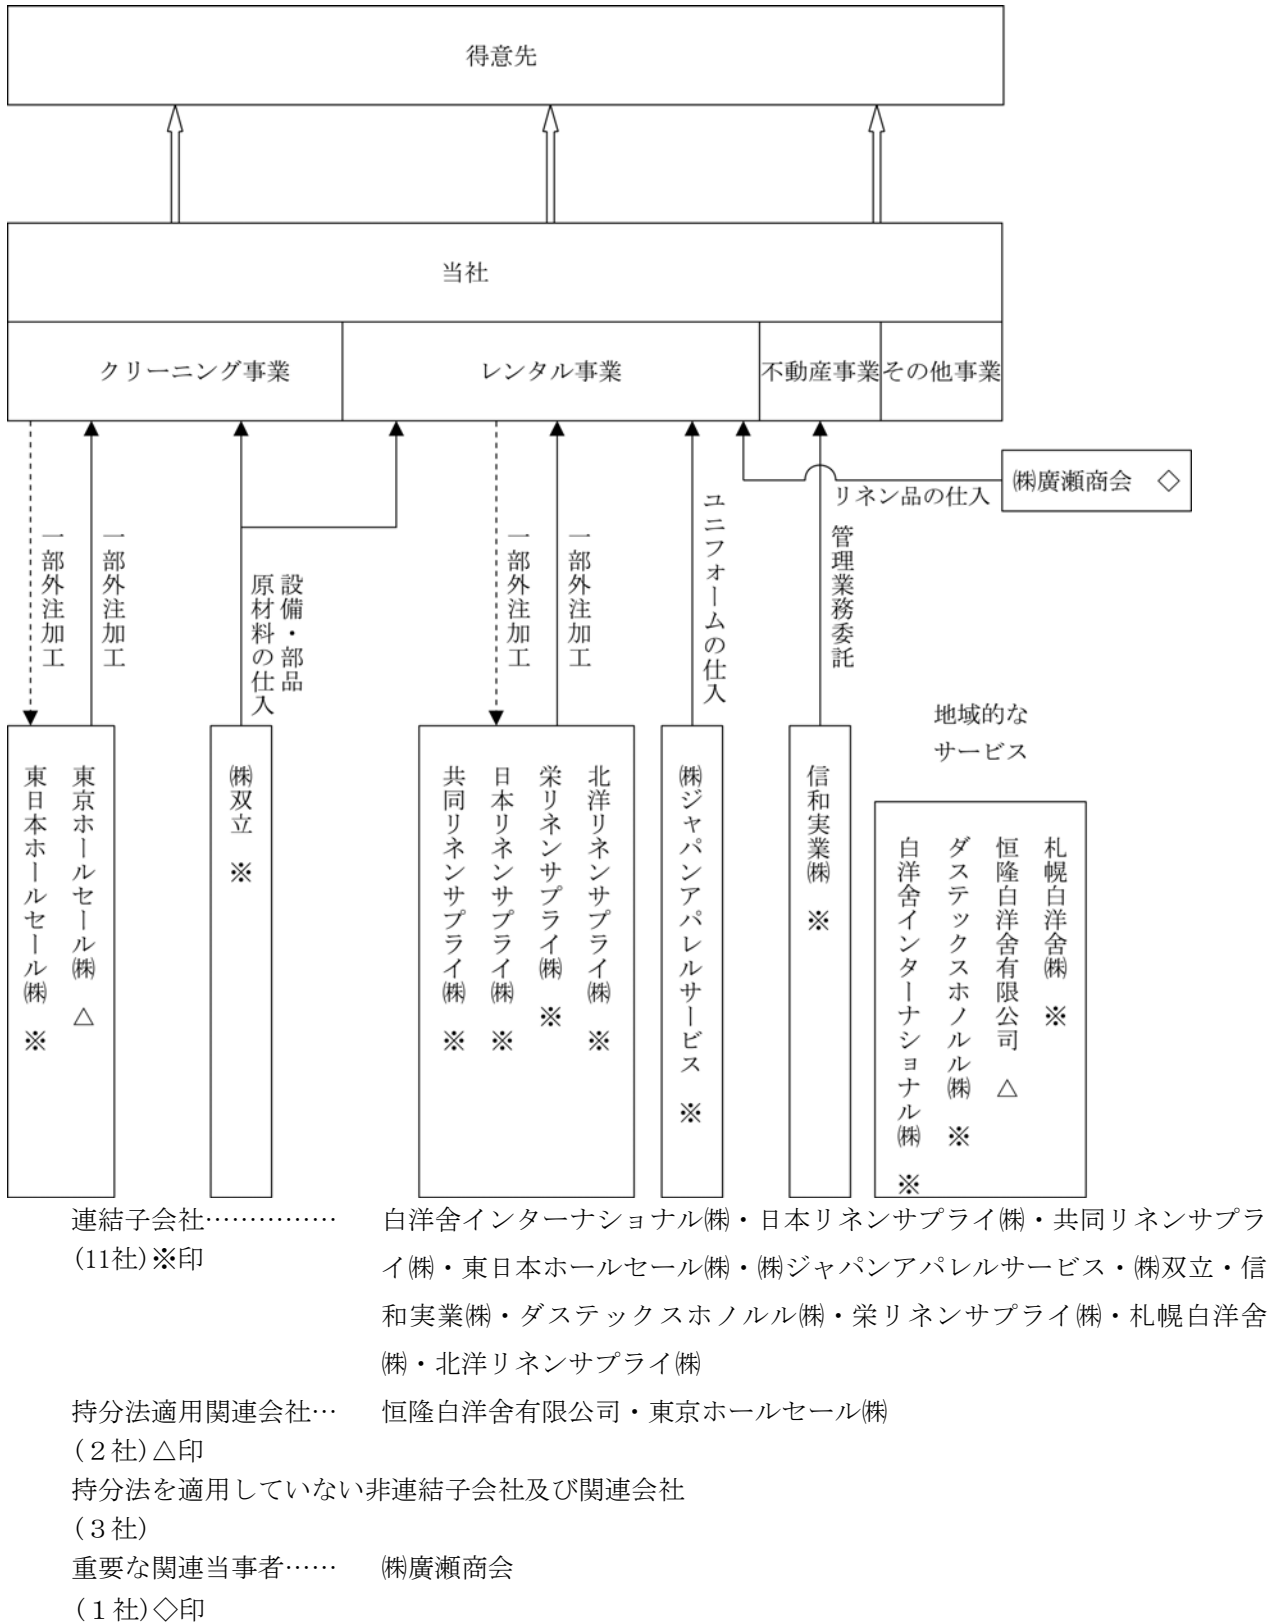 得意先
当社
クリーニング事業
レンタル事業
不動産事業
その他事業
㈱廣瀬商会 ◇
リネン品の仕入
一部外注加工
一部外注加工
設備・部品
原材料の仕入
一部外注加工
一部外注加工
ユニフォームの仕入
管理業務委託
地域的な
サービス
東日本ホールセール㈱ ※
東京ホールセール㈱ △
㈱双立 ※
共同リネンサプライ㈱ ※
日本リネンサプライ㈱ ※
栄リネンサプライ㈱ ※
北洋リネンサプライ㈱ ※
㈱ジャパンアパレルサービス ※
信和実業㈱ ※
白洋舍インターナショナル㈱ ※
ダステックスホノルル㈱ ※
恒隆白洋舍有限公司 △
札幌白洋舍㈱ ※
連結子会社…………… 白洋舍インターナショナル㈱・日本リネンサプライ㈱・共同リネンサプラ
(11社)※印
イ㈱・東日本ホールセール㈱・㈱ジャパンアパレルサービス・㈱双立・信
和実業㈱・ダステックスホノルル㈱・栄リネンサプライ㈱・札幌白洋舍
㈱・北洋リネンサプライ㈱
持分法適用関連会社… 恒隆白洋舍有限公司・東京ホールセール㈱
(２社)△印
持分法を適用していない非連結子会社及び関連会社
(３社)
重要な関連当事者…… ㈱廣瀬商会
(１社)◇印